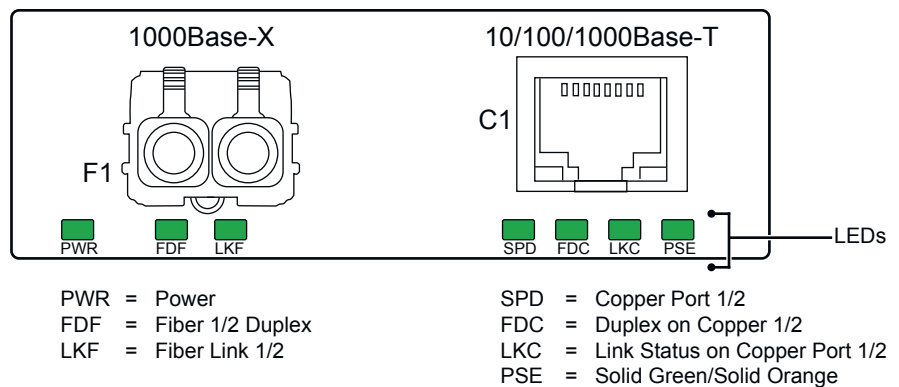 1000Base-X
10/100/1000Base-T
F1
C1
PWR
FDF
LKF
SPD
FDC
LKC
PSE
LEDs
PWR = Power
FDF = Fiber 1/2 Duplex
LKF = Fiber Link 1/2
SPD = Copper Port 1/2
FDC = Duplex on Copper 1/2
LKC = Link Status on Copper Port 1/2
PSE = Solid Green/Solid Orange